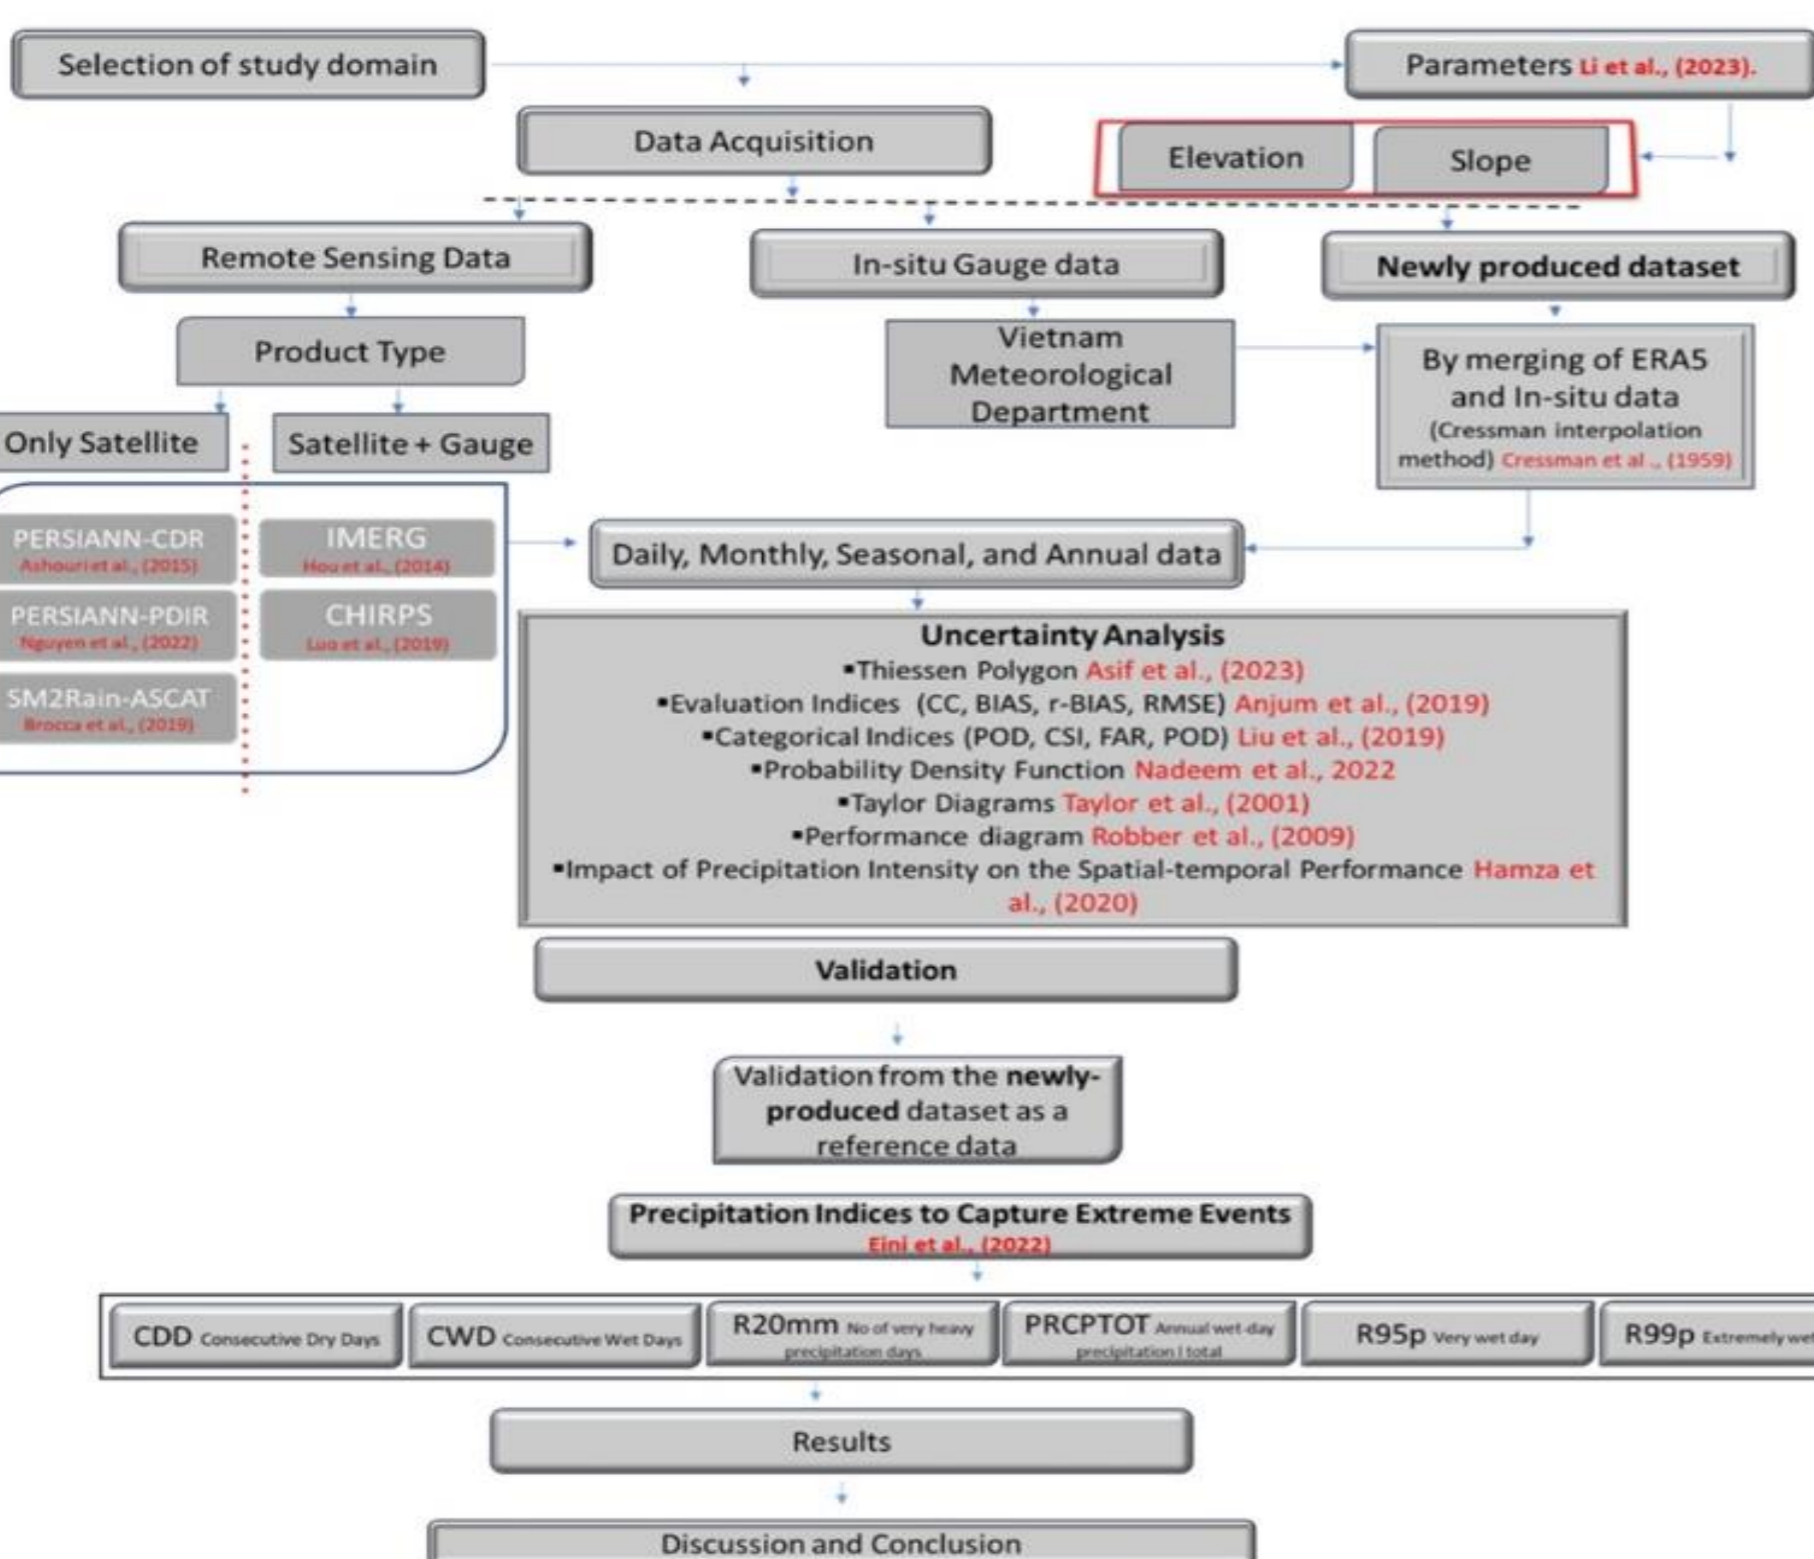 Selection of study domain
Parameters Li et al., (2023).
Data Acquisition
Elevation
Slope
Remote Sensing Data
In-situ Gauge data
Newly produced dataset
Product Type
Vietnam
Meteorological
Department
By merging of ERA5
and In-situ data
(Cressman interpolation
method) Cressman et al ., (1959)
Only Satellite
Satellite + Gauge
PERSIANN-CDR
Ashouri et al., (2015)
IMERG
Hou et al., (2014)
PERSIANN-PDIR
Nguyen et al., (2022)
CHIRPS
Luo et al., (2019)
SM2Rain-ASCAT
Brocca et al., (2019)
Daily, Monthly, Seasonal, and Annual data
Uncertainty Analysis
▪Thiessen Polygon Asif et al., (2023)
▪Evaluation Indices (CC, BIAS, r-BIAS, RMSE) Anjum et al., (2019)
▪Categorical Indices (POD, CSI, FAR, POD) Liu et al., (2019)
▪Probability Density Function Nadeem et al., 2022
▪Taylor Diagrams Taylor et al., (2001)
▪Performance diagram Robber et al., (2009)
▪Impact of Precipitation Intensity on the Spatial-temporal Performance Hamza et
al., (2020)
Validation
Validation from the newly-
produced dataset as a
reference data
Precipitation Indices to Capture Extreme Events
Eini et al., (2022)
CDD Consecutive Dry Days
CWD Consecutive Wet Days
R20mm No of very heavy
precipitation days
PRCPTOT Annual wet-day
precipitation l total
R95p Very wet day
R99p Extremely wet
Results
Discussion and Conclusion